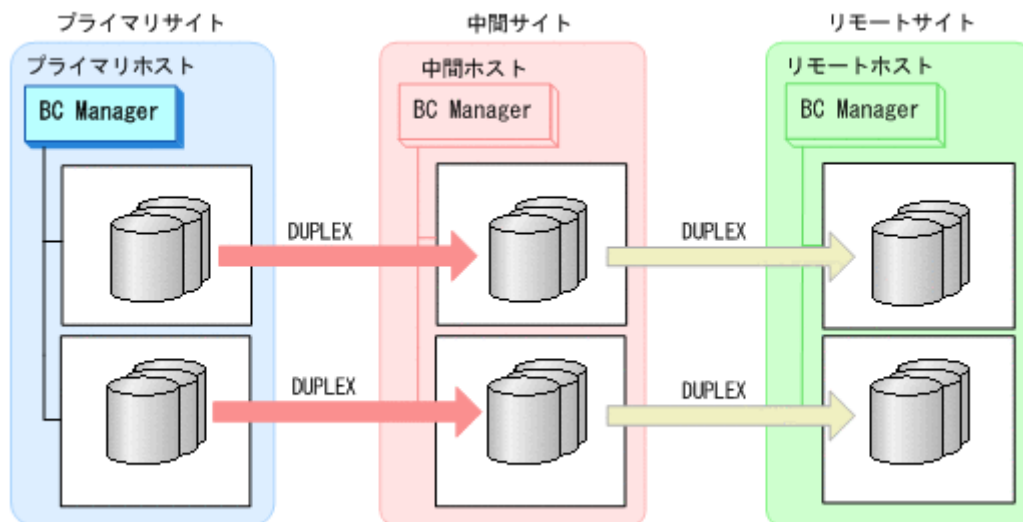 プライマリサイト
中間サイト
リモートサイト
プライマリホスト
中間ホスト
リモートホスト
BC Manager
BC Manager
BC Manager
DUPLEX
DUPLEX
DUPLEX
DUPLEX